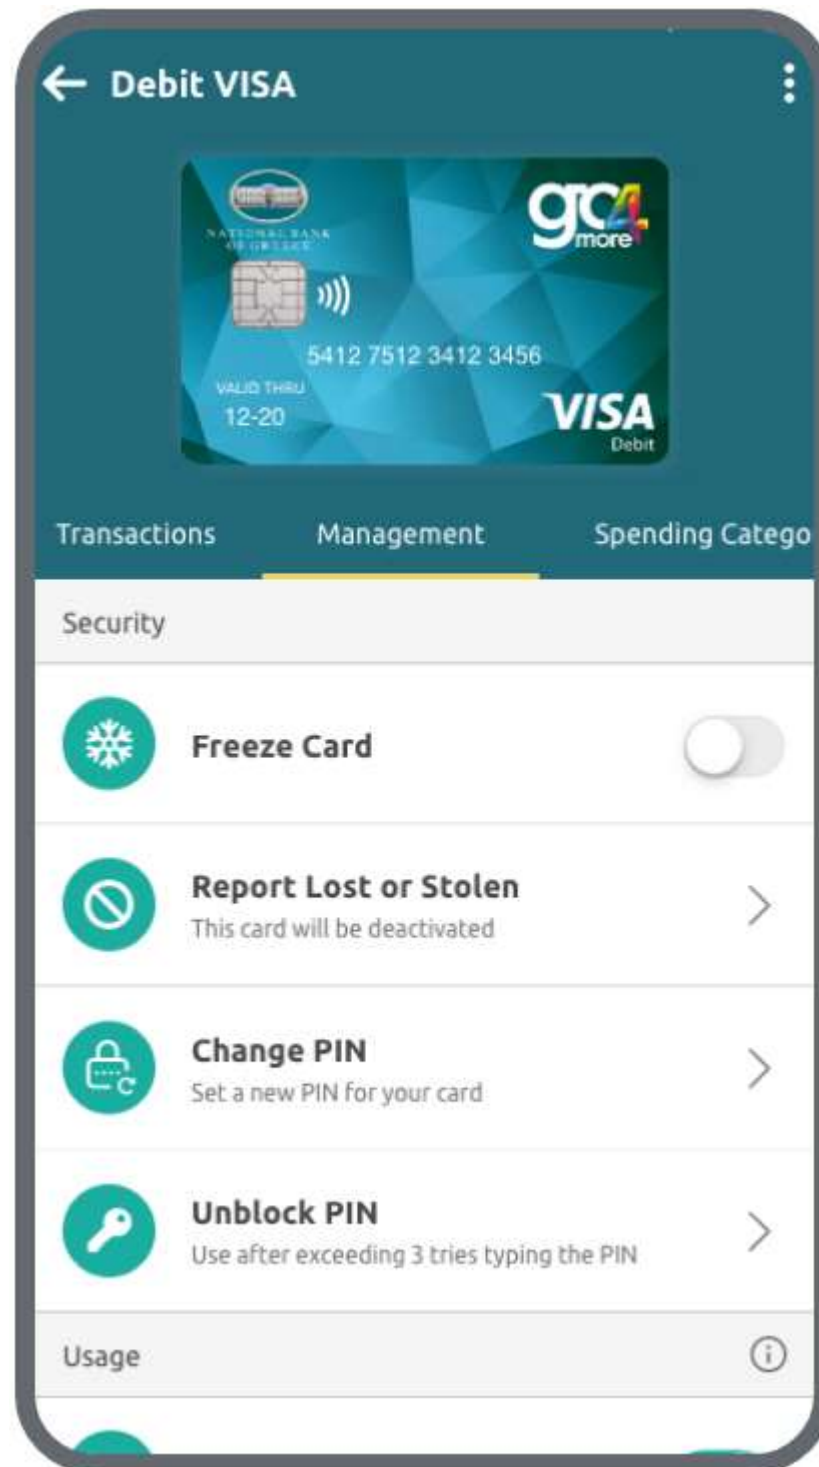 Debit VISA
NATIONAL BANK
OF GREECE
go4
more
5412 7512 3412 3456
VALID THRU
12-20
VISA
Debit
Transactions Management Spending Catego
Security
Freeze Card
Report Lost or Stolen
This card will be deactivated
Change PIN
Set a new PIN for your card
Unblock PIN
Use after exceeding 3 tries typing the PIN
Usage